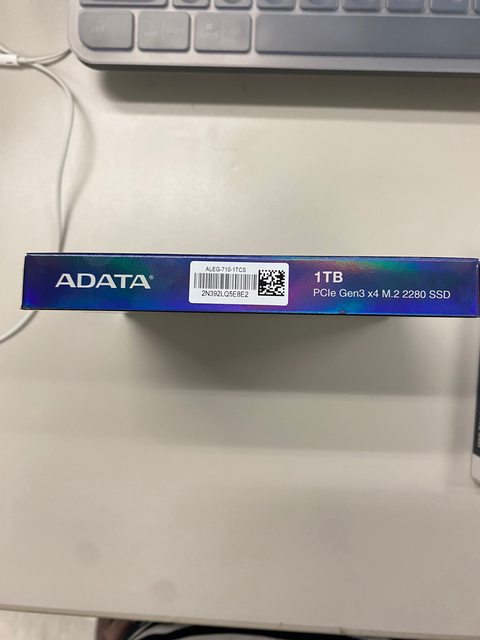 ADATA®
ALEG-710-1TCS
2N392LQ5E8E2
1TB
PCIe Gen3 x4 M.2 2280 SSD